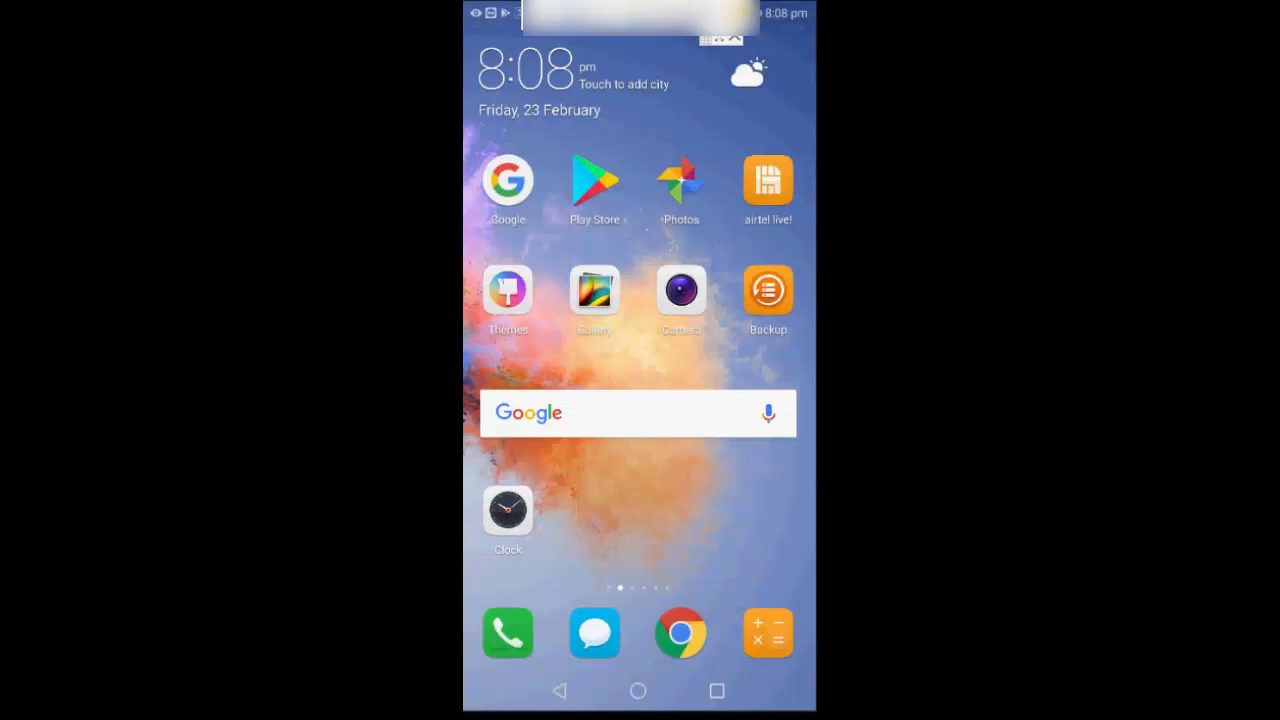 8:08 pm
8:08 pm
Touch to add city
Friday, 23 February
Google
Play Store
Photos
airtel live!
Themes
Gallery
Camera
Backup
Google
Clock